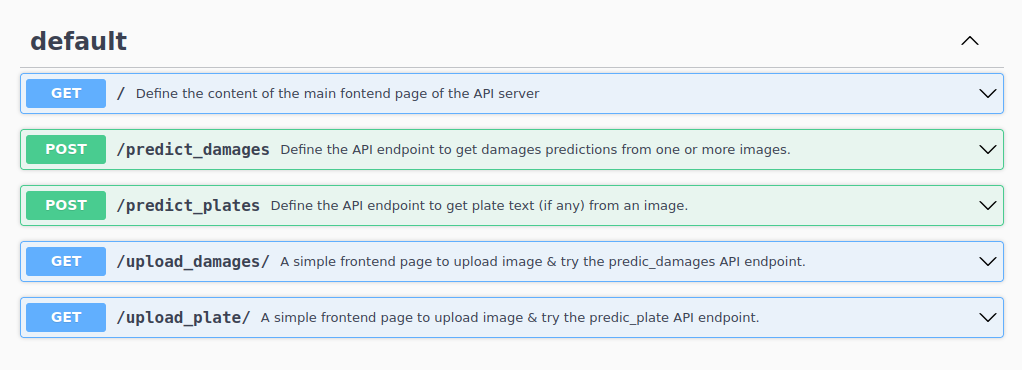 default
GET / Define the content of the main fontend page of the API server
POST /predict_damages Define the API endpoint to get damages predictions from one or more images.
POST /predict_plates Define the API endpoint to get plate text (if any) from an image.
GET /upload_damages/ A simple frontend page to upload image & try the predic_damages API endpoint.
GET /upload_plate/ A simple frontend page to upload image & try the predic_plate API endpoint.